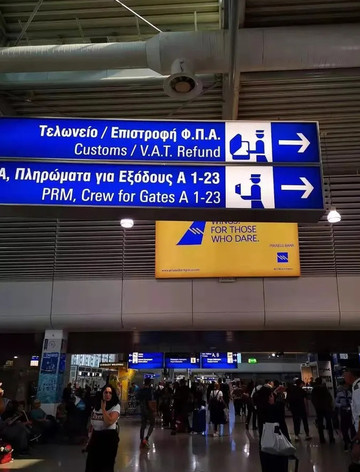 Τελωνείο / Επιστροφή Φ.Π.Α.
Customs / V.A.T. Refund
Α, Πληρώματα για Εξόδους Α 1-23
PRM, Crew for Gates A 1-23
FOR THOSE
WHO DARE.